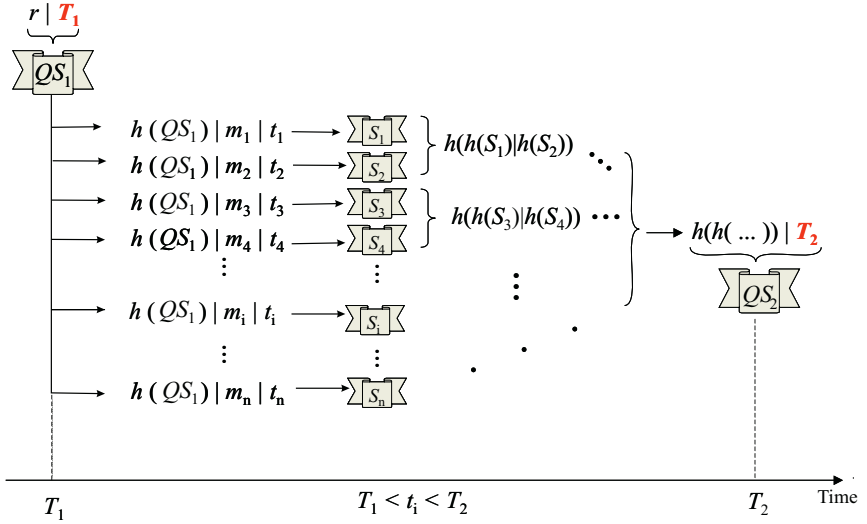 r | T₁
QS₁
h (QS₁) | m₁ | t₁
S₁
h(h(S₁)|h(S₂))
h (QS₁) | m₂ | t₂
S₂
h (QS₁) | m₃ | t₃
S₃
h(h(S₃)|h(S₄))
h (QS₁) | m₄ | t₄
S₄
h(h( ... )) | T₂
QS₂
h (QS₁) | mᵢ | tᵢ
Sᵢ
h (QS₁) | mₙ | tₙ
Sₙ
T₁
T₁ < tᵢ < T₂
T₂
Time